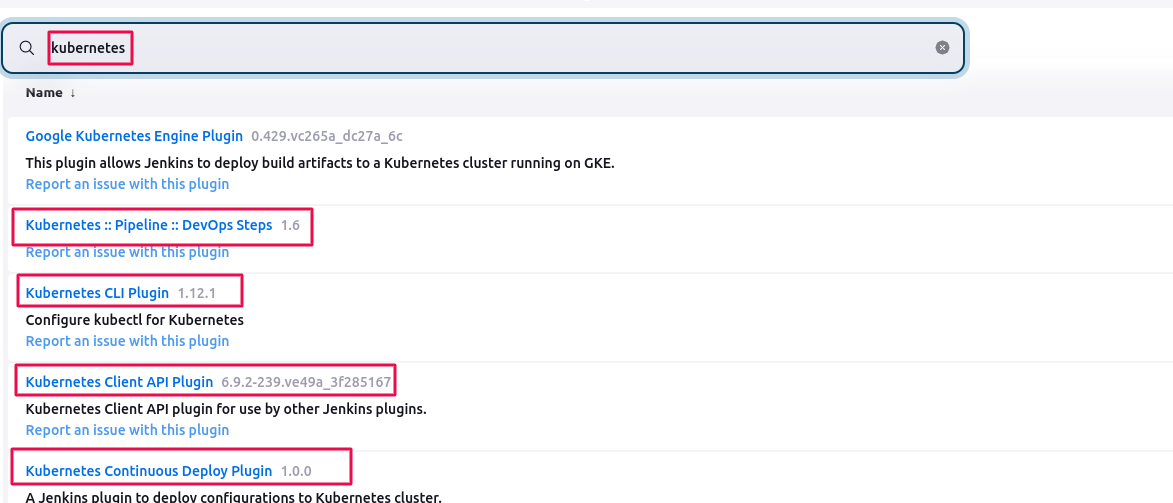 kubernetes
Name ↓
Google Kubernetes Engine Plugin 0.429.vc265a_dc27a_6c
This plugin allows Jenkins to deploy build artifacts to a Kubernetes cluster running on GKE.
Report an issue with this plugin
Kubernetes :: Pipeline :: DevOps Steps 1.6
Report an issue with this plugin
Kubernetes CLI Plugin 1.12.1
Configure kubectl for Kubernetes
Report an issue with this plugin
Kubernetes Client API Plugin 6.9.2-239.ve49a_3f285167
Kubernetes Client API plugin for use by other Jenkins plugins.
Report an issue with this plugin
Kubernetes Continuous Deploy Plugin 1.0.0
A Jenkins plugin to deploy configurations to Kubernetes cluster.